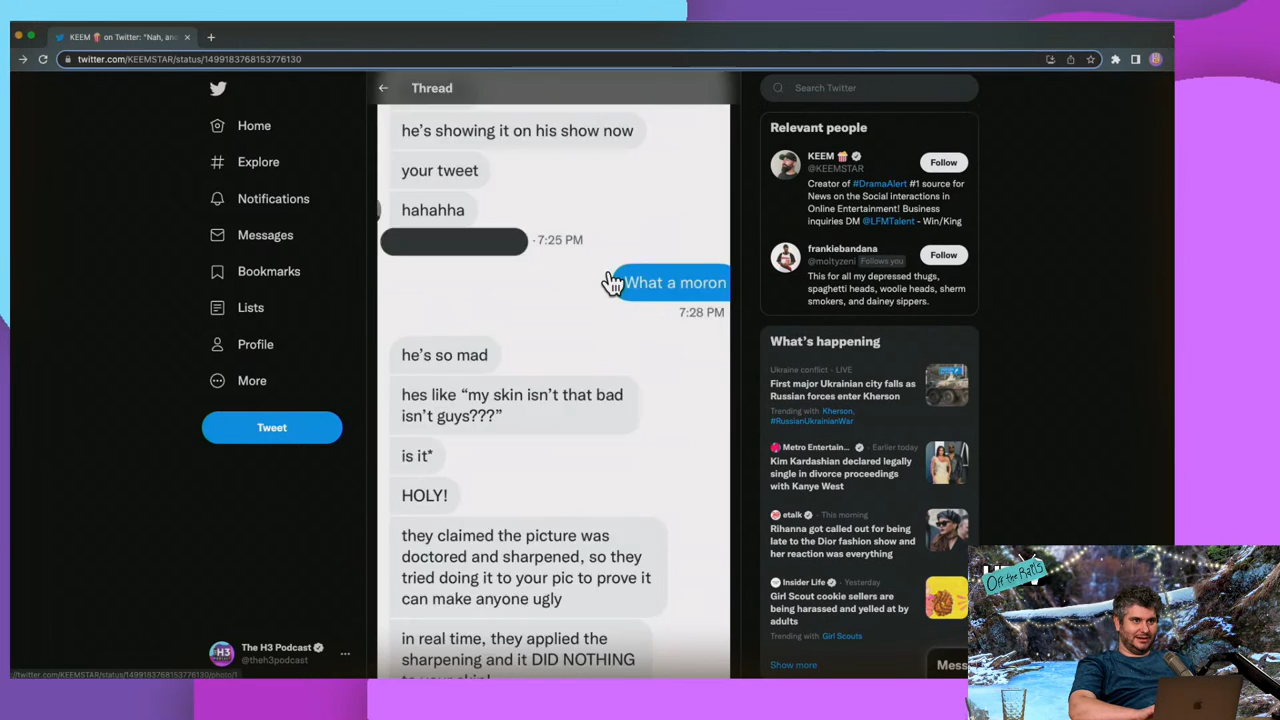 KEEM 🍿 on Twitter: "Nah, and
twitter.com/KEEMSTAR/status/1499183768153776130
Home
Explore
Notifications
Messages
Bookmarks
Lists
Profile
More
Tweet
The H3 Podcast
@theh3podcast
Thread
he's showing it on his show now
your tweet
hahahha
· 7:25 PM
What a moron
7:28 PM
he's so mad
hes like "my skin isn't that bad
isn't guys???"
is it*
HOLY!
they claimed the picture was
doctored and sharpened, so they
tried doing it to your pic to prove it
can make anyone ugly
in real time, they applied the
sharpening and it DID NOTHING
Search Twitter
Relevant people
KEEM 🍿
@KEEMSTAR
Follow
Creator of #DramaAlert #1 source for
News on the Social interactions in
Online Entertainment! Business
inquiries DM @LFMTalent - Win/King
frankiebandana
@moltyzeni Follows you
Follow
This for all my depressed thugs,
spaghetti heads, woolie heads, sherm
smokers, and dainey sippers.
What's happening
Ukraine conflict · LIVE
First major Ukrainian city falls as
Russian forces enter Kherson
Trending with Kherson,
#RussianUkrainianWar
Metro Entertain... · Earlier today
Kim Kardashian declared legally
single in divorce proceedings
with Kanye West
etalk · This morning
Rihanna got called out for being
late to the Dior fashion show and
her reaction was everything
Insider Life · Yesterday
Girl Scout cookie sellers are
being harassed and yelled at by
adults
Trending with Girl Scouts
Show more
Mess
Off the Rails
twitter.com/KEEMSTAR/status/1499183768153776130/photo/1